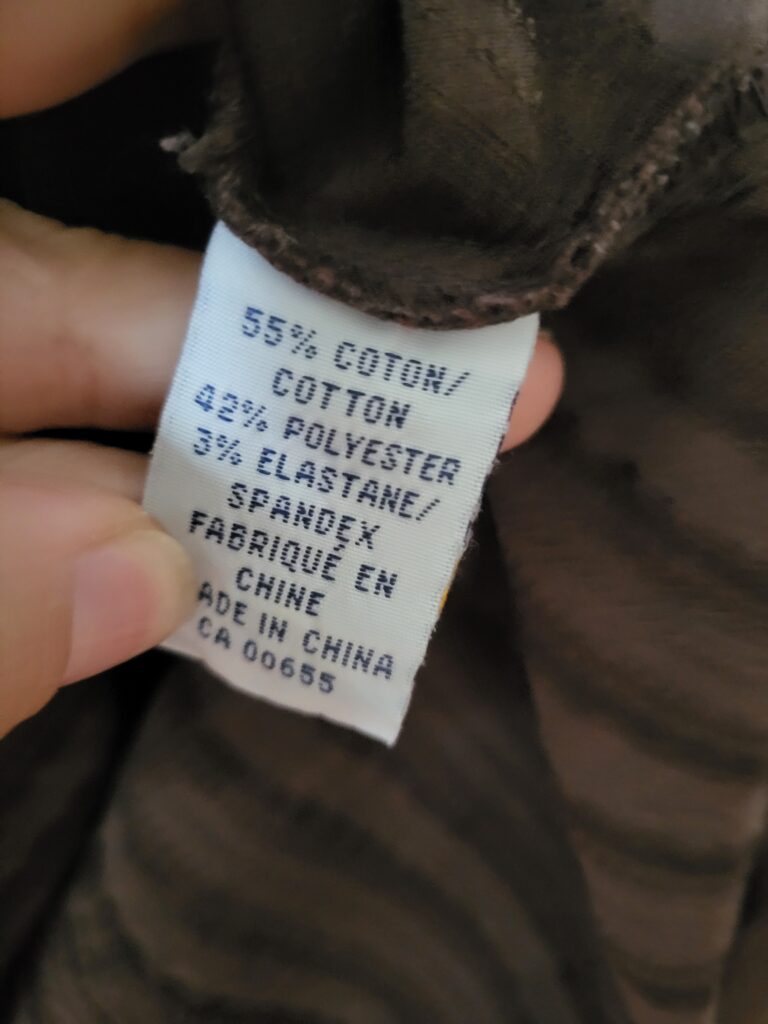 55% COTON/
COTTON
42% POLYESTER
3% ELASTANE/
SPANDEX
FABRIQUÉ EN
CHINE
ADE IN CHINA
CA 00655